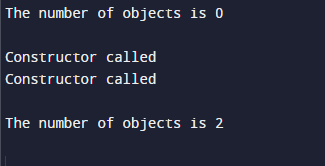 The number of objects is 0
Constructor called
Constructor called
The number of objects is 2